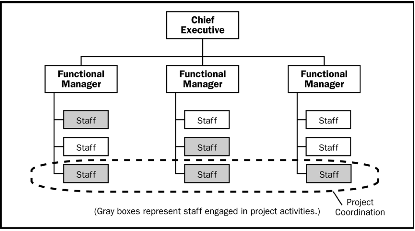 Chief
Executive
Functional
Manager
Functional
Manager
Functional
Manager
Staff
Staff
Staff
Staff
Staff
Staff
Staff
Staff
Staff
(Gray boxes represent staff engaged in project activities.)
Project
Coordination